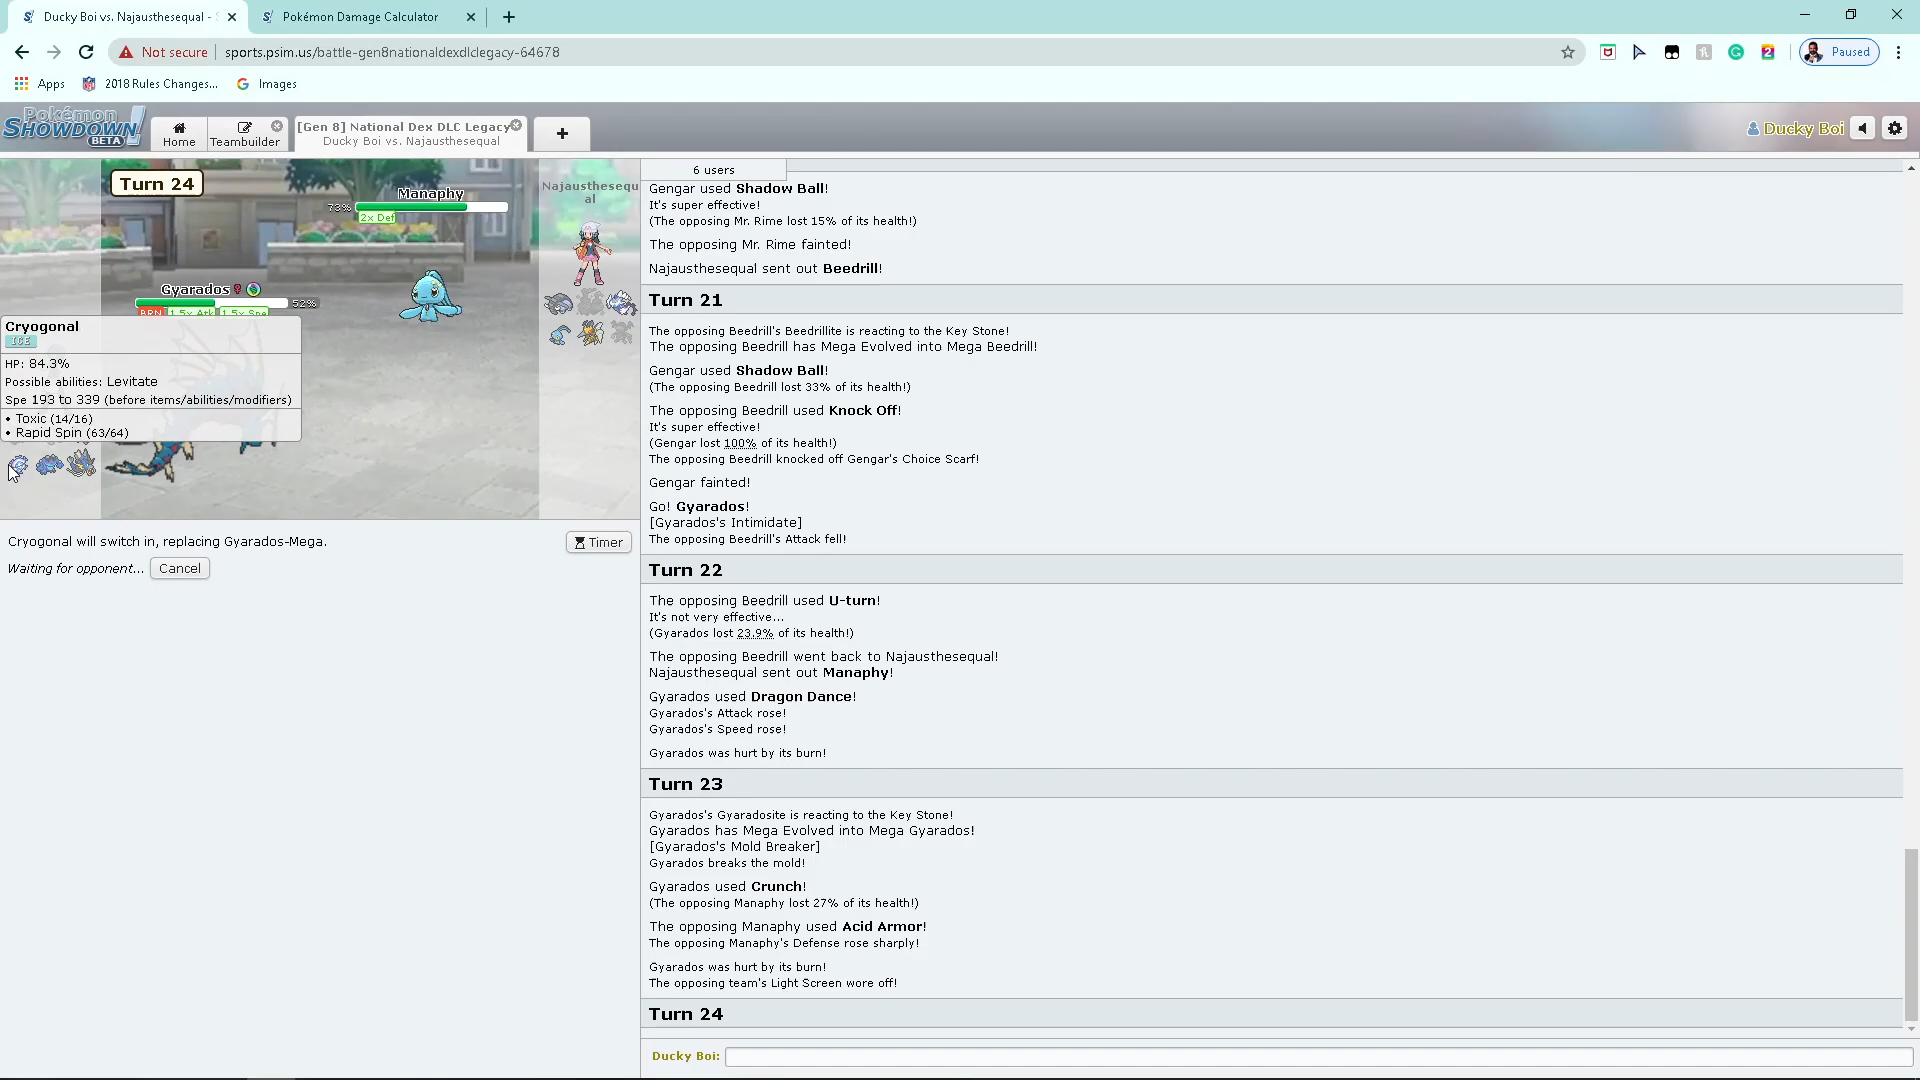 Ducky Boi vs. Najausthesequal - S
Pokémon Damage Calculator
Not secure
sports.psim.us/battle-gen8nationaldexdlclegacy-64678
Paused
Apps
2018 Rules Changes...
Images
Pokémon
SHOWDOWN!
BETA
Home
Teambuilder
[Gen 8] National Dex DLC Legacy
Ducky Boi vs. Najausthesequal
Ducky Boi
Turn 24
Manaphy
73%
2x Def
Najausthesequ
al
Gyarados
52%
BRN 1.5x Atk 1.5x Spe
Cryogonal
ICE
HP: 84.3%
Possible abilities: Levitate
Spe 193 to 339 (before items/abilities/modifiers)
• Toxic (14/16)
• Rapid Spin (63/64)
Cryogonal will switch in, replacing Gyarados-Mega.
Timer
Waiting for opponent... Cancel
6 users
Gengar used Shadow Ball!
It's super effective!
(The opposing Mr. Rime lost 15% of its health!)
The opposing Mr. Rime fainted!
Najausthesequal sent out Beedrill!
Turn 21
The opposing Beedrill's Beedrillite is reacting to the Key Stone!
The opposing Beedrill has Mega Evolved into Mega Beedrill!
Gengar used Shadow Ball!
(The opposing Beedrill lost 33% of its health!)
The opposing Beedrill used Knock Off!
It's super effective!
(Gengar lost 100% of its health!)
The opposing Beedrill knocked off Gengar's Choice Scarf!
Gengar fainted!
Go! Gyarados!
[Gyarados's Intimidate]
The opposing Beedrill's Attack fell!
Turn 22
The opposing Beedrill used U-turn!
It's not very effective...
(Gyarados lost 23.9% of its health!)
The opposing Beedrill went back to Najausthesequal!
Najausthesequal sent out Manaphy!
Gyarados used Dragon Dance!
Gyarados's Attack rose!
Gyarados's Speed rose!
Gyarados was hurt by its burn!
Turn 23
Gyarados's Gyaradosite is reacting to the Key Stone!
Gyarados has Mega Evolved into Mega Gyarados!
[Gyarados's Mold Breaker]
Gyarados breaks the mold!
Gyarados used Crunch!
(The opposing Manaphy lost 27% of its health!)
The opposing Manaphy used Acid Armor!
The opposing Manaphy's Defense rose sharply!
Gyarados was hurt by its burn!
The opposing team's Light Screen wore off!
Turn 24
Ducky Boi: